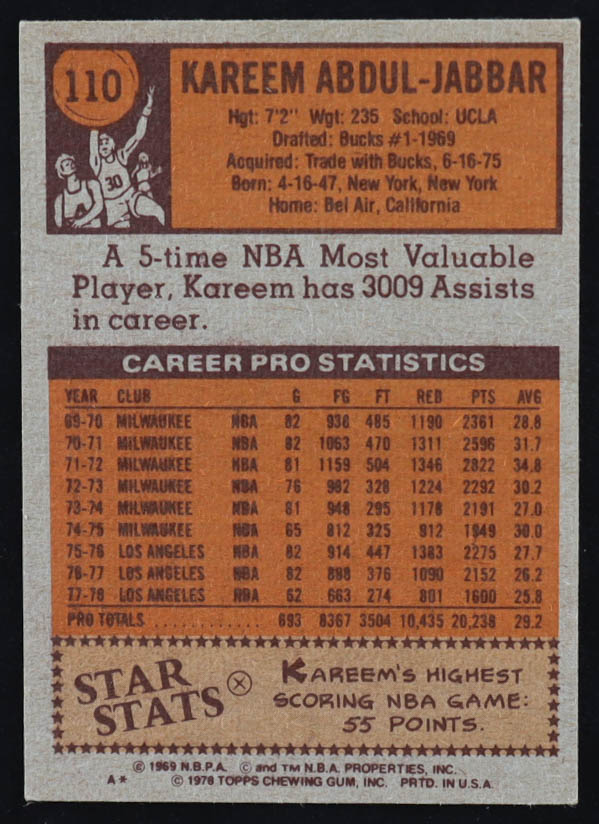 110
KAREEM ABDUL-JABBAR
Hgt: 7'2" Wgt: 235 School: UCLA
Drafted: Bucks #1-1969
Acquired: Trade with Bucks, 6-16-75
Born: 4-16-47, New York, New York
Home: Bel Air, California
30
A 5-time NBA Most Valuable
Player, Kareem has 3009 Assists
in career.
CAREER PRO STATISTICS
YEAR CLUB G FG FT REB PTS AVG
69-70 MILWAUKEE NBA 82 938 485 1190 2361 28.8
70-71 MILWAUKEE NBA 82 1063 470 1311 2596 31.7
71-72 MILWAUKEE NBA 81 1159 504 1346 2822 34.8
72-73 MILWAUKEE NBA 76 982 328 1224 2292 30.2
73-74 MILWAUKEE NBA 81 948 295 1178 2191 27.0
74-75 MILWAUKEE NBA 65 812 325 912 1949 30.0
75-76 LOS ANGELES NBA 82 914 447 1383 2275 27.7
76-77 LOS ANGELES NBA 82 888 376 1090 2152 26.2
77-78 LOS ANGELES NBA 62 663 274 801 1600 25.8
PRO TOTALS . . . . . . . . . . . . 693 8367 3504 10,435 20,238 29.2
STAR
STATS
KAREEM'S HIGHEST
SCORING NBA GAME:
55 POINTS.
© 1969 N.B.P.A. © and TM N.B.A. PROPERTIES, INC.
A* © 1978 TOPPS CHEWING GUM, INC. PRTD. IN U.S.A.